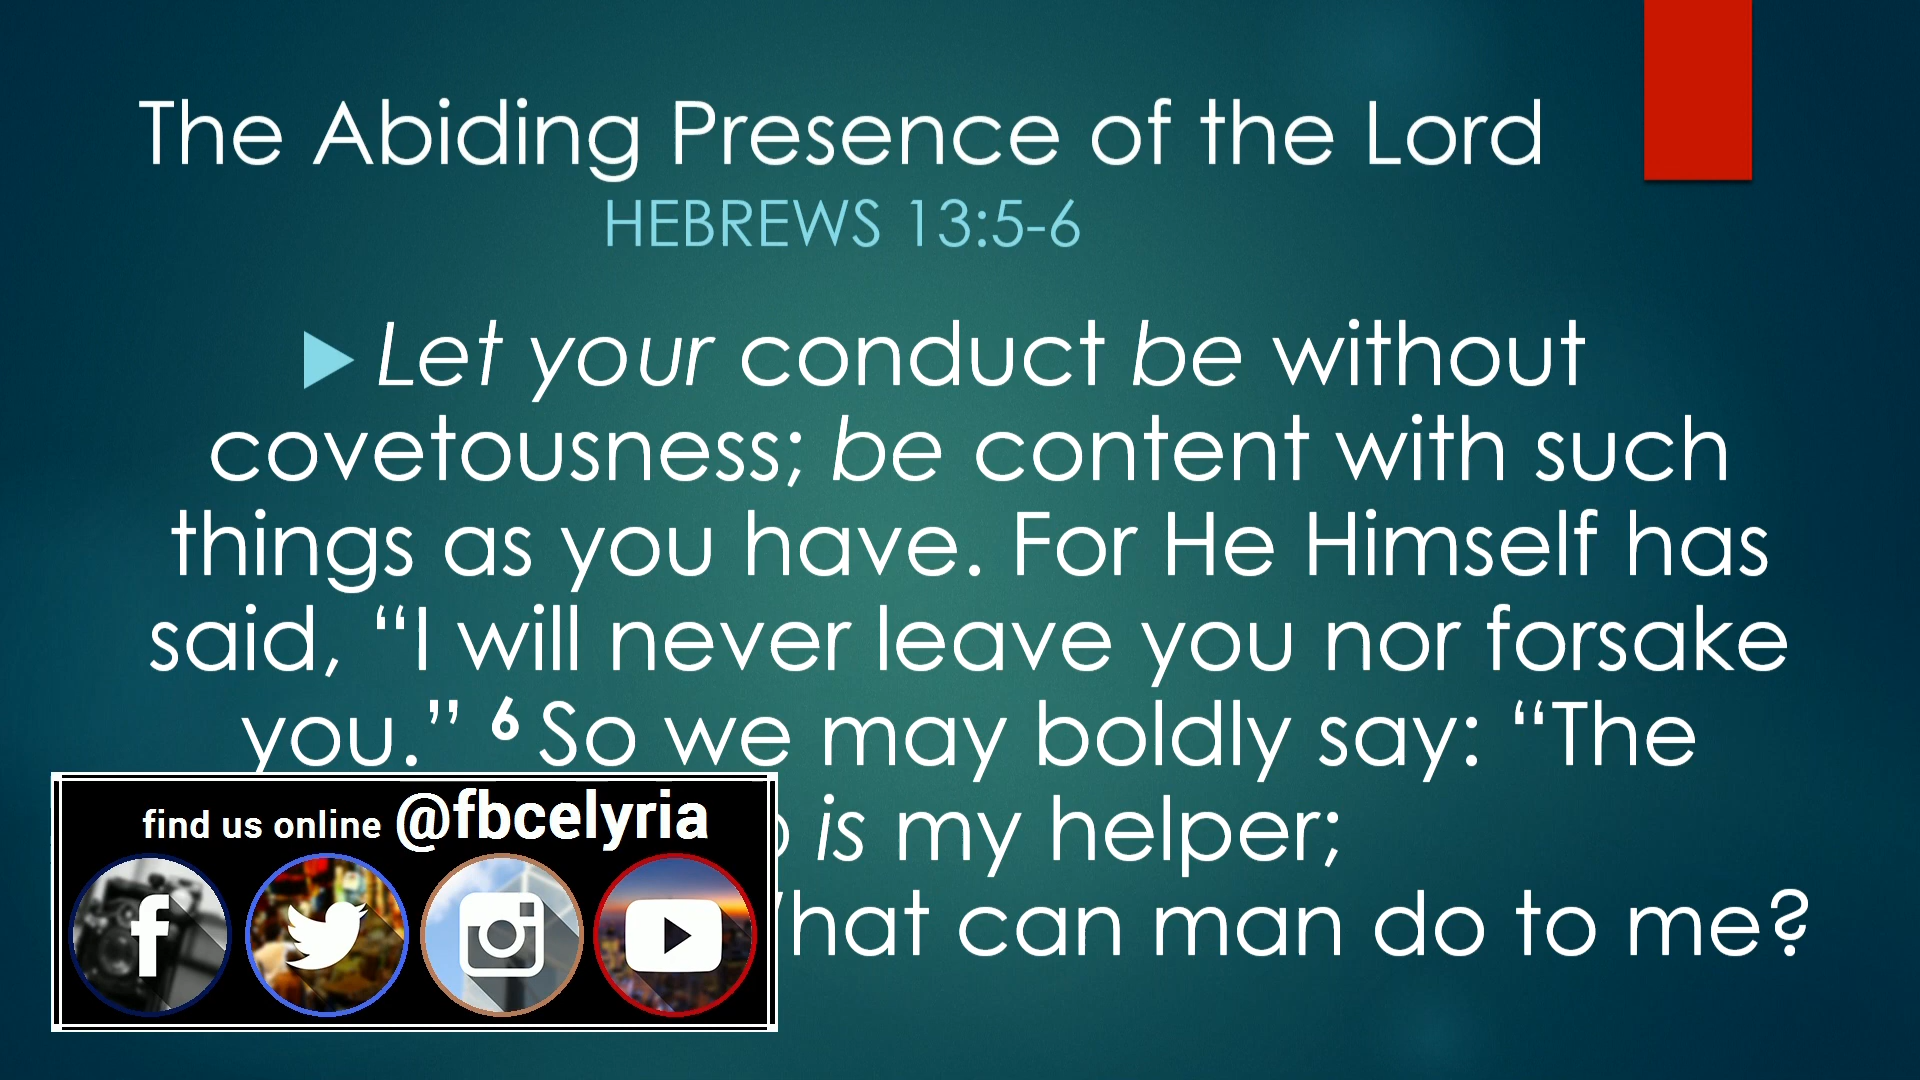 The Abiding Presence of the Lord
HEBREWS 13:5-6
Let your conduct be without
covetousness; be content with such
things as you have. For He Himself has
said, “I will never leave you nor forsake
you.” 6 So we may boldly say: “The
is my helper;
hat can man do to me?
find us online @fbcelyria